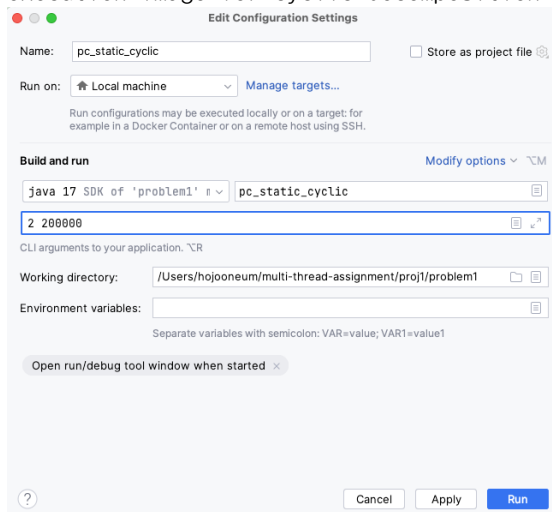 Edit Configuration Settings
Name: pc_static_cyclic Store as project file
Run on: Local machine Manage targets...
Run configurations may be executed locally or on a target: for
example in a Docker Container or on a remote host using SSH.
Build and run Modify options ⌥M
java 17 SDK of 'problem1' pc_static_cyclic
2 200000
CLI arguments to your application. ⌥R
Working directory: /Users/hojooneum/multi-thread-assignment/proj1/problem1
Environment variables:
Separate variables with semicolon: VAR=value; VAR1=value1
Open run/debug tool window when started ×
? Cancel Apply Run